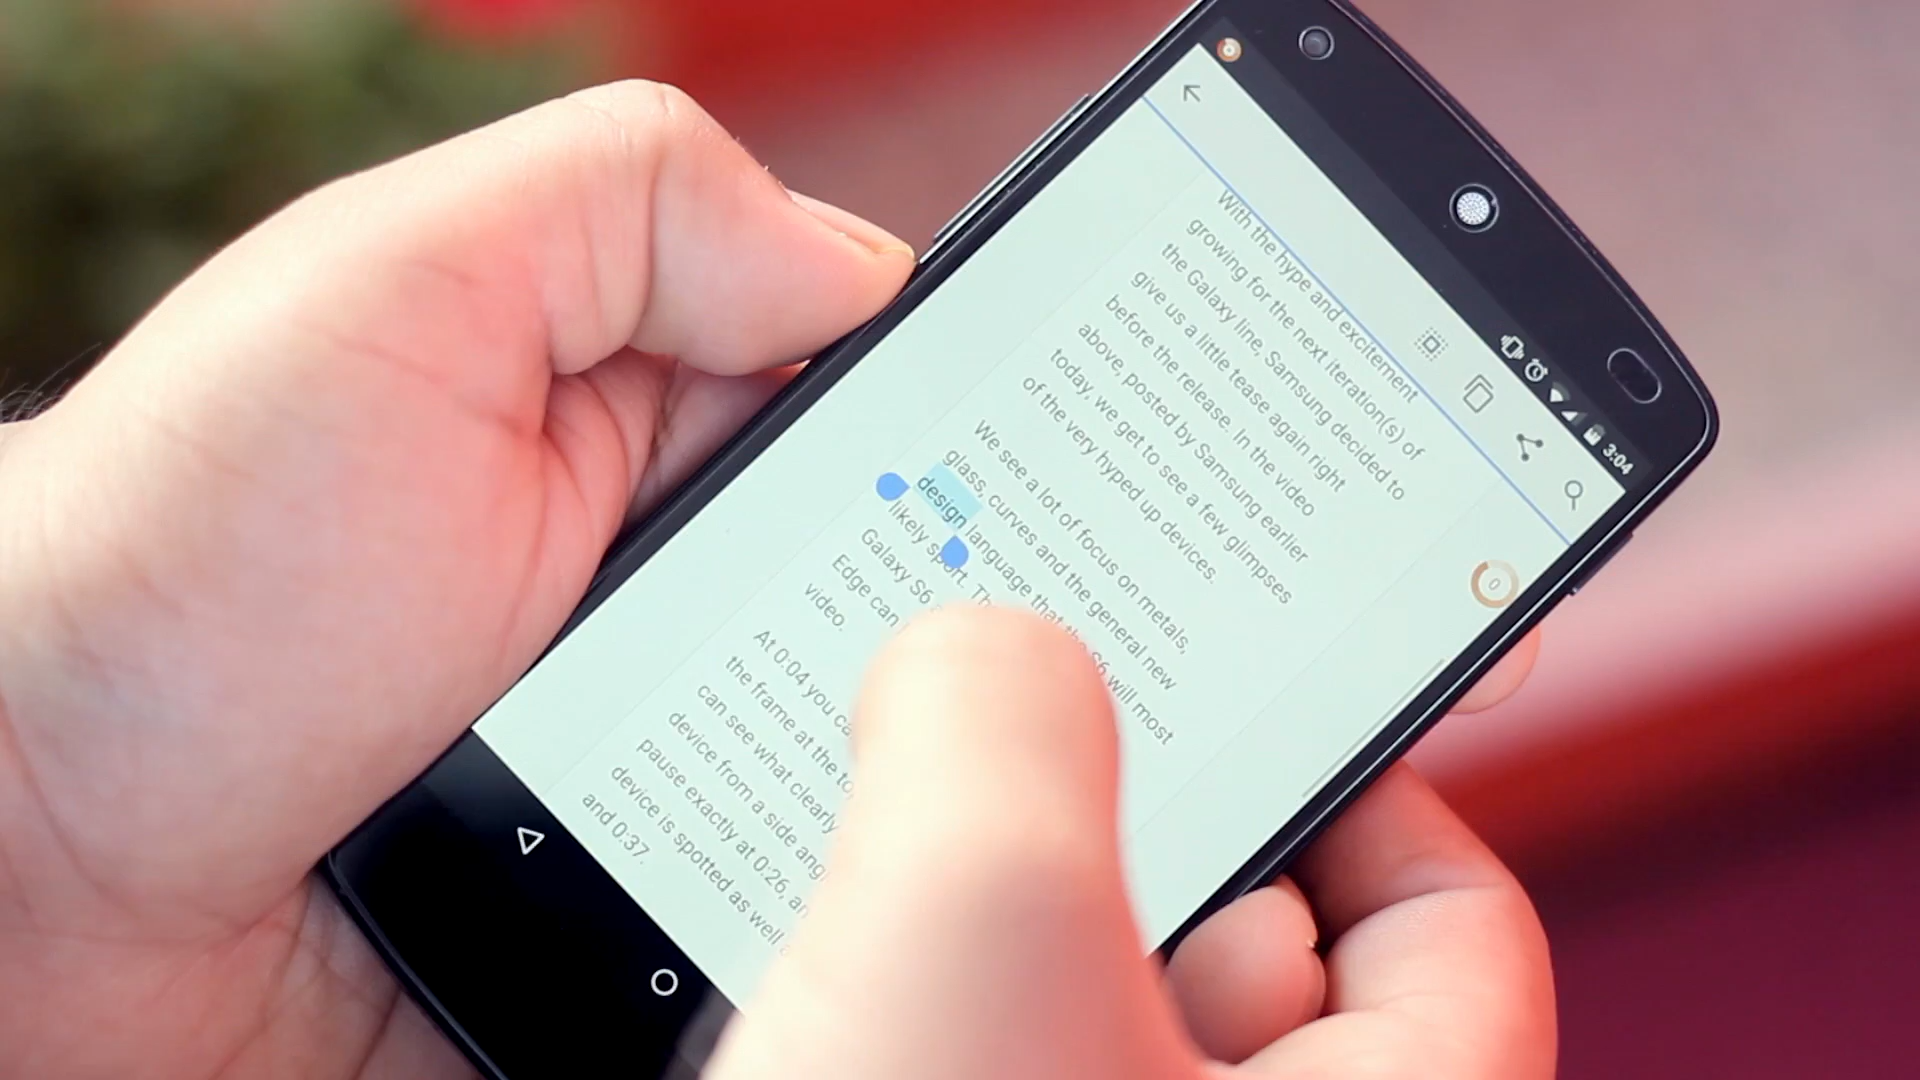 3:04
With the hype and excitement
growing for the next iteration(s) of
the Galaxy line, Samsung decided to
give us a little tease again right
before the release. In the video
above, posted by Samsung earlier
today, we get to see a few glimpses
of the very hyped up devices.
We see a lot of focus on metals,
glass, curves and the general new
design language that the S6 will most
likely sport.
Galaxy S6
Edge can
video.
At 0:04 you
the frame at the
can see what clearly
device from a side
pause exactly at 0:26,
device is spotted as well
and 0:37.
0